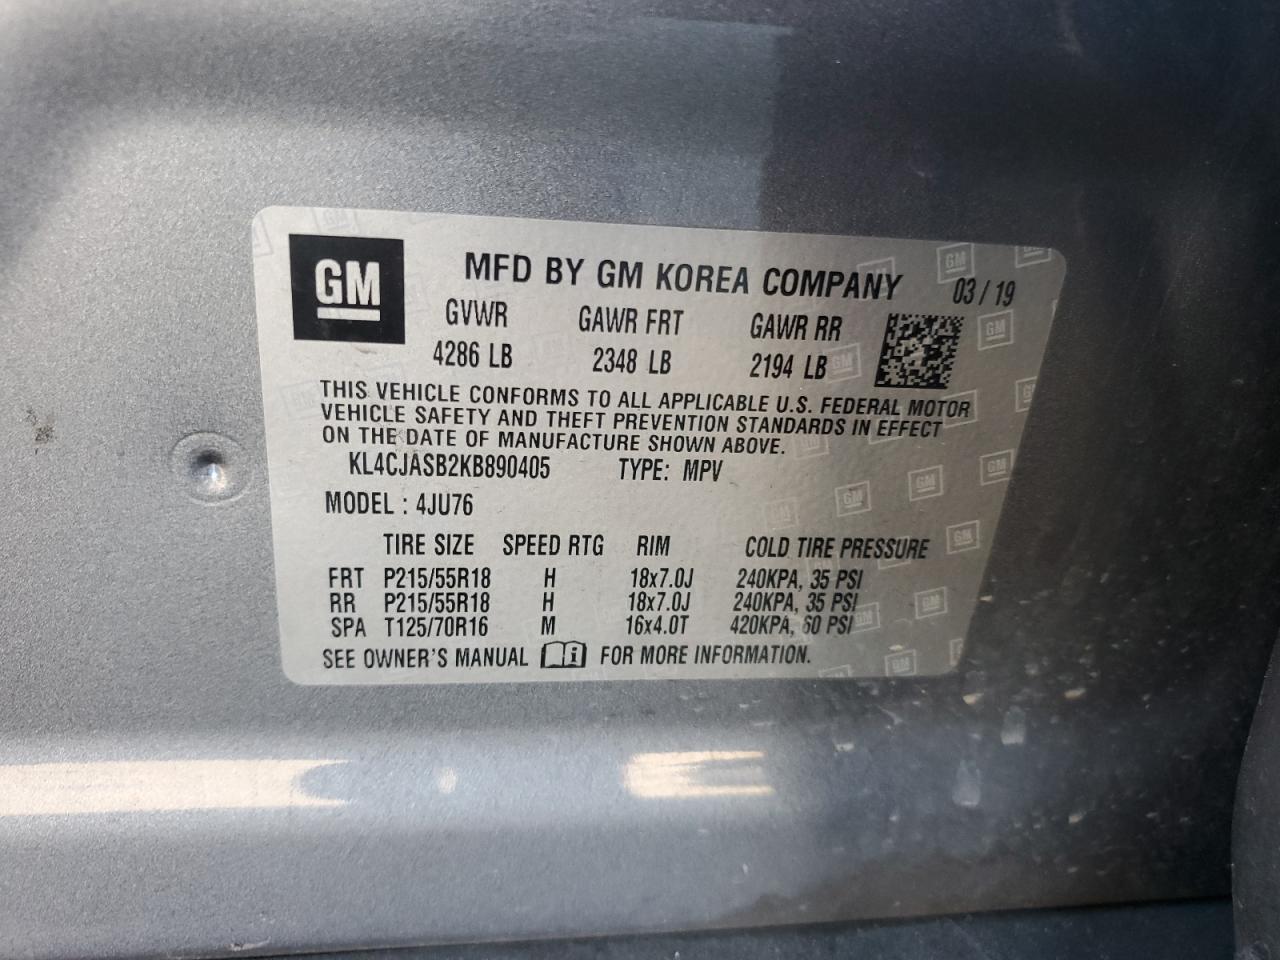 GM
MFD BY GM KOREA COMPANY 03/19
GVWR GAWR FRT GAWR RR
4286 LB 2348 LB 2194 LB
THIS VEHICLE CONFORMS TO ALL APPLICABLE U.S. FEDERAL MOTOR
VEHICLE SAFETY AND THEFT PREVENTION STANDARDS IN EFFECT
ON THE DATE OF MANUFACTURE SHOWN ABOVE.
KL4CJASB2KB890405 TYPE: MPV
MODEL : 4JU76
TIRE SIZE SPEED RTG RIM COLD TIRE PRESSURE
FRT P215/55R18 H 18x7.0J 240KPA, 35 PSI
RR P215/55R18 H 18x7.0J 240KPA, 35 PSI
SPA T125/70R16 M 16x4.0T 420KPA, 60 PSI
SEE OWNER'S MANUAL i FOR MORE INFORMATION.